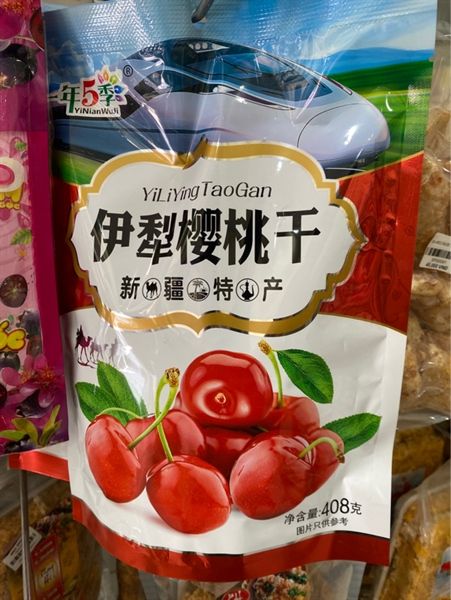 年5季®
YiNianWuJi
YiLiYingTaoGan
伊犁樱桃干
新疆特产
净含量:408克
图片只供参考